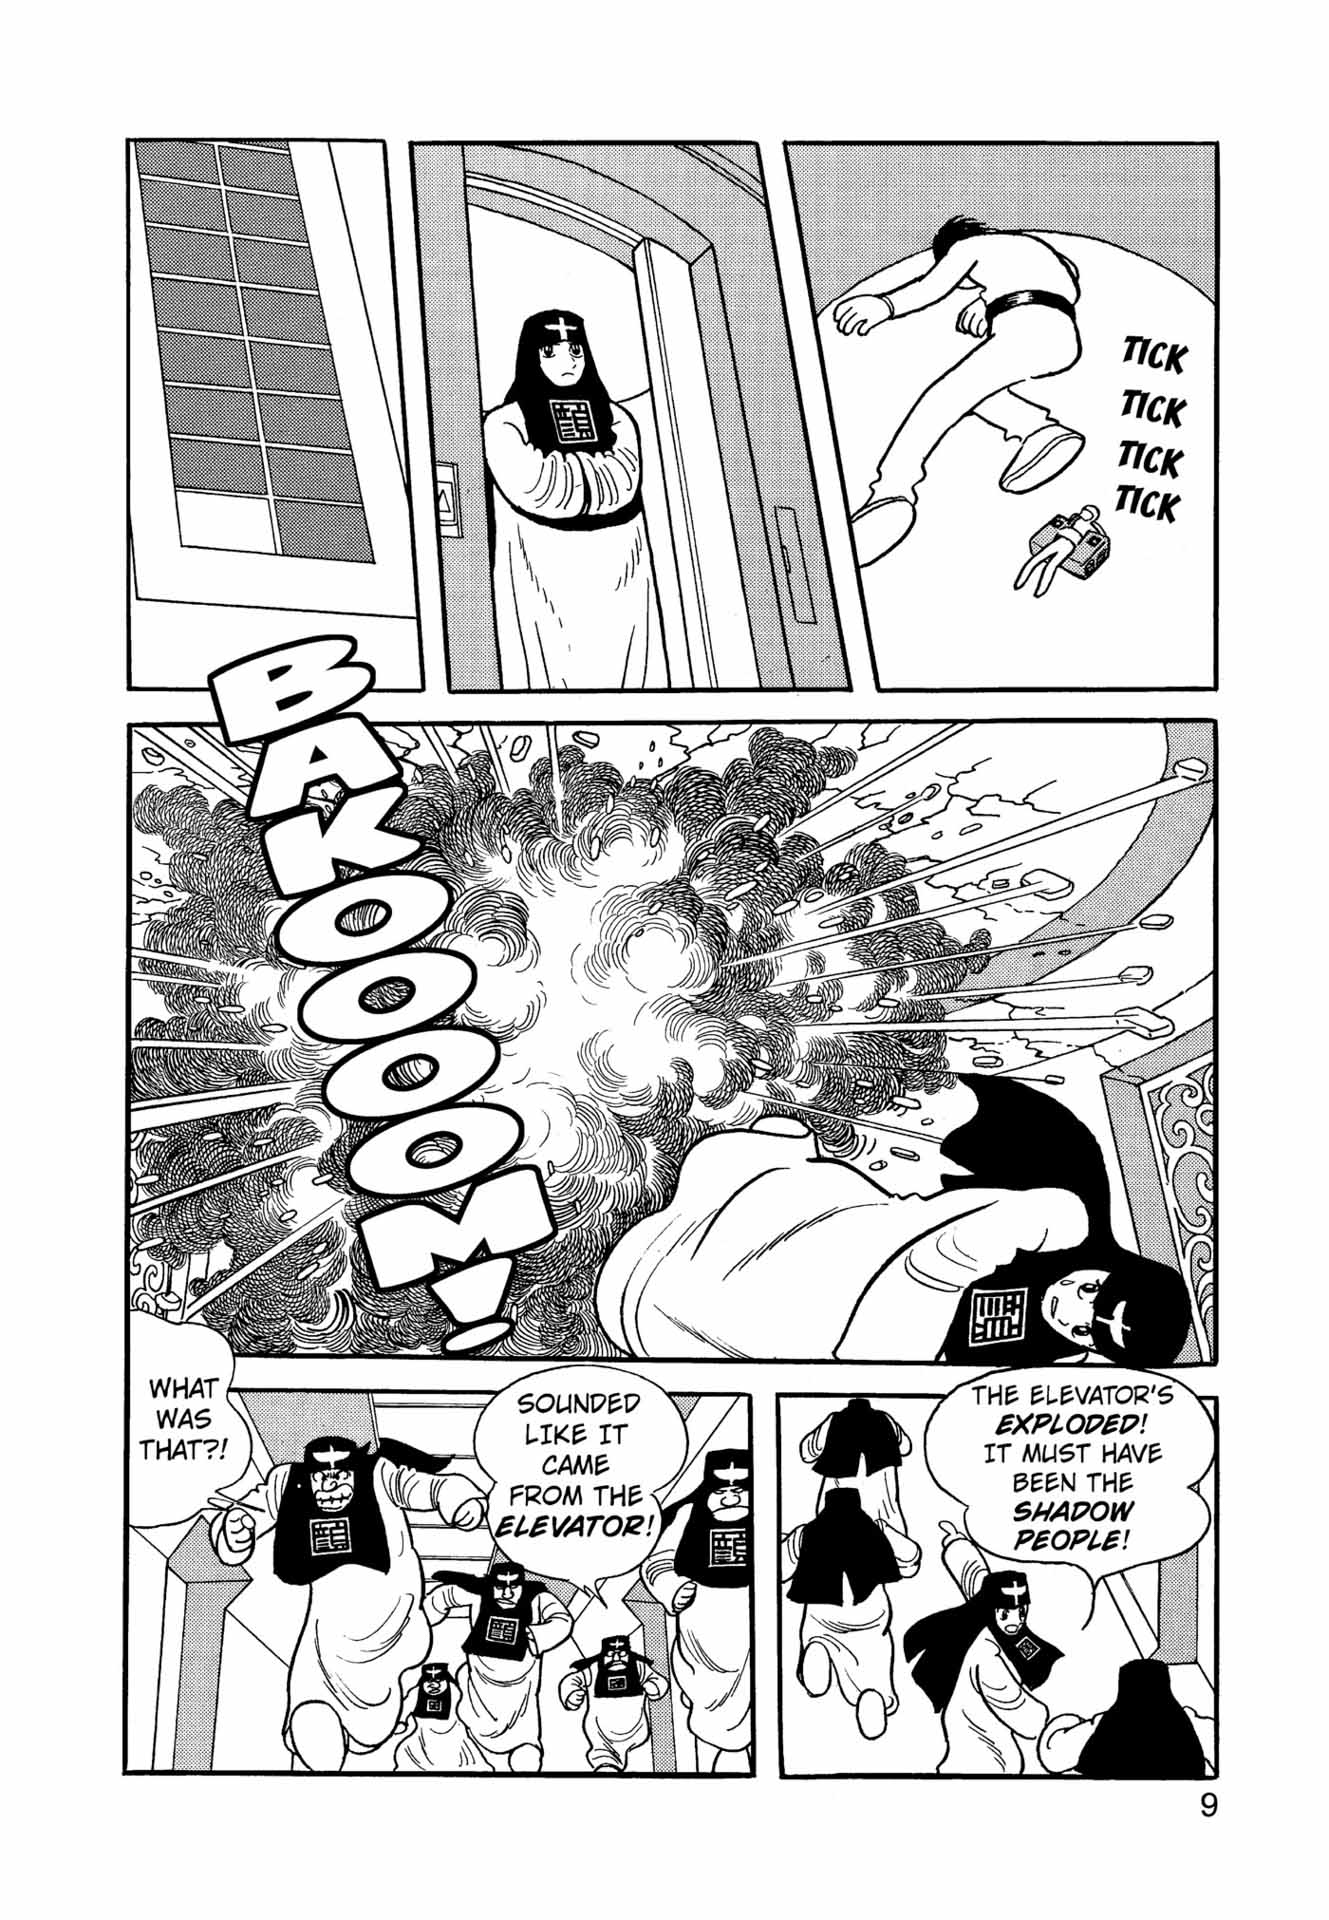 TICK
TICK
TICK
TICK
BAKOOOOM!
WHAT
WAS
THAT?!
SOUNDED
LIKE IT
CAME
FROM THE
ELEVATOR!
THE ELEVATOR'S
EXPLODED!
IT MUST HAVE
BEEN THE
SHADOW
PEOPLE!
9